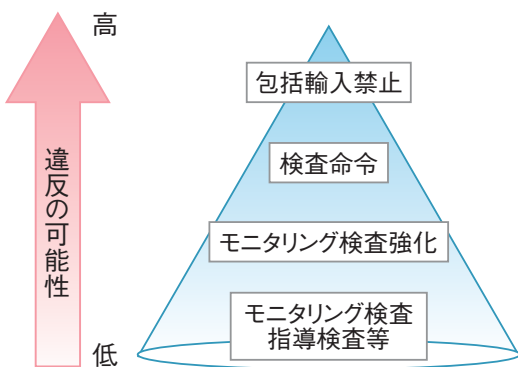 高
違反の可能性
低
包括輸入禁止
検査命令
モニタリング検査強化
モニタリング検査
指導検査等